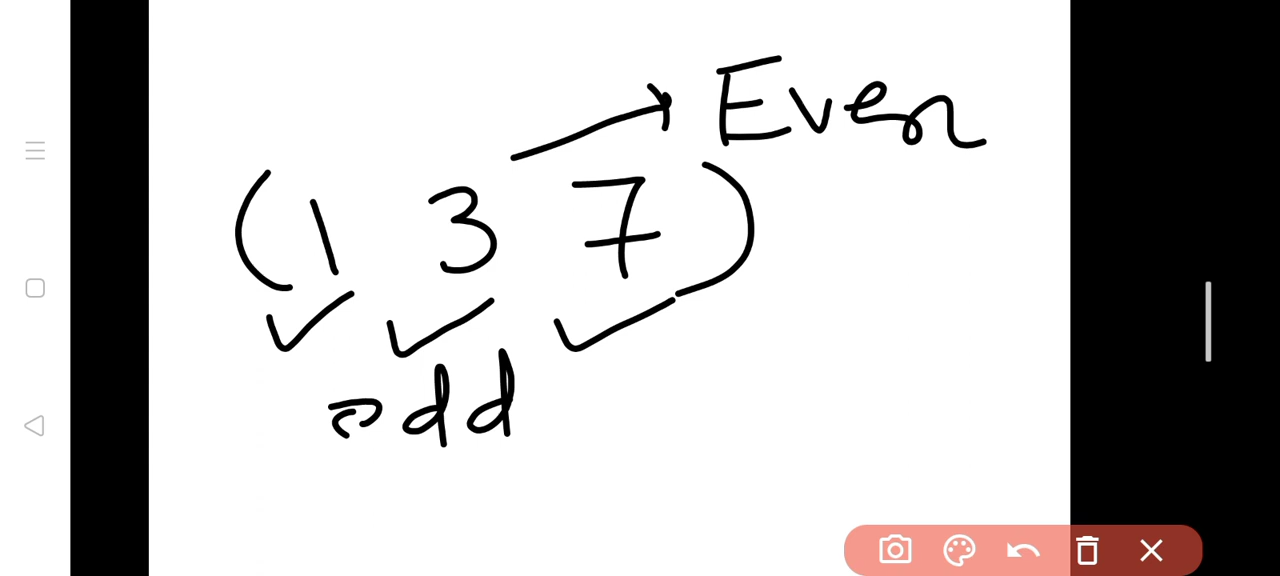 → Even
(1 3 7)
✓ ✓ ✓
odd